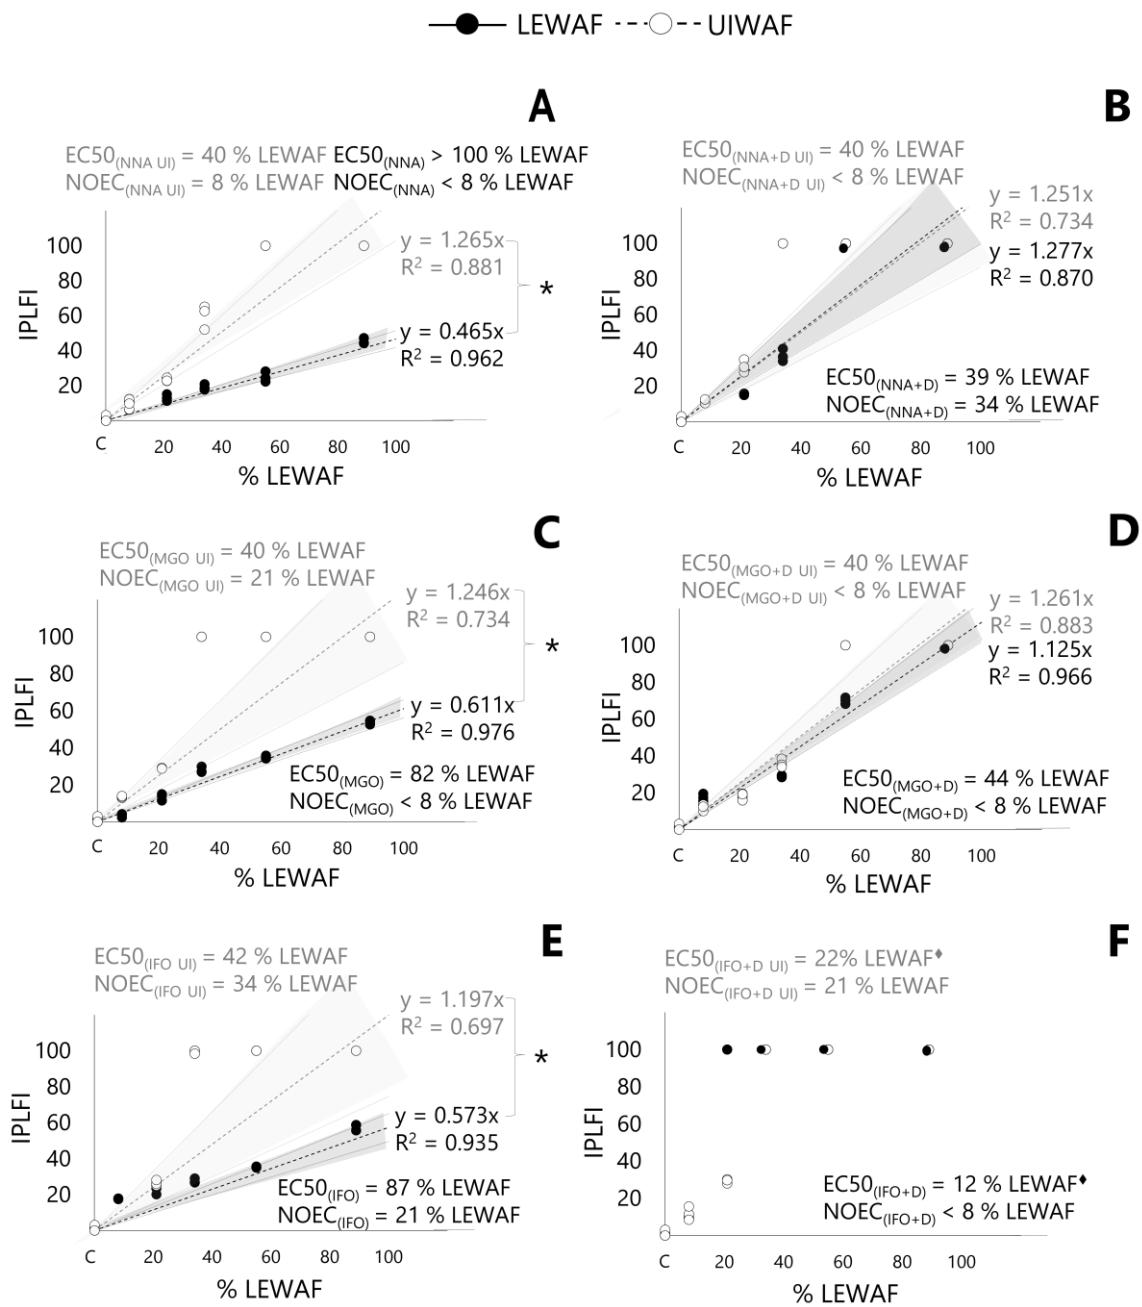 LEWAF UIWAF
A
EC50(NNA UI) = 40 % LEWAF EC50(NNA) > 100 % LEWAF
NOEC(NNA UI) = 8 % LEWAF NOEC(NNA) < 8 % LEWAF
y = 1.265x
R² = 0.881
*
y = 0.465x
R² = 0.962
IPLFI
100
80
60
40
20
C 20 40 60 80 100
% LEWAF
B
EC50(NNA+D UI) = 40 % LEWAF
NOEC(NNA+D UI) < 8 % LEWAF
y = 1.251x
R² = 0.734
y = 1.277x
R² = 0.870
EC50(NNA+D) = 39 % LEWAF
NOEC(NNA+D) = 34 % LEWAF
IPLFI
100
80
60
40
20
C 20 40 60 80 100
% LEWAF
C
EC50(MGO UI) = 40 % LEWAF
NOEC(MGO UI) = 21 % LEWAF
y = 1.246x
R² = 0.734
*
y = 0.611x
R² = 0.976
EC50(MGO) = 82 % LEWAF
NOEC(MGO) < 8 % LEWAF
IPLFI
100
80
60
40
20
C 20 40 60 80 100
% LEWAF
D
EC50(MGO+D UI) = 40 % LEWAF
NOEC(MGO+D UI) < 8 % LEWAF
y = 1.261x
R² = 0.883
y = 1.125x
R² = 0.966
EC50(MGO+D) = 44 % LEWAF
NOEC(MGO+D) < 8 % LEWAF
IPLFI
100
80
60
40
20
C 20 40 60 80 100
% LEWAF
E
EC50(IFO UI) = 42 % LEWAF
NOEC(IFO UI) = 34 % LEWAF
y = 1.197x
R² = 0.697
*
y = 0.573x
R² = 0.935
EC50(IFO) = 87 % LEWAF
NOEC(IFO) = 21 % LEWAF
IPLFI
100
80
60
40
20
C 20 40 60 80 100
% LEWAF
F
EC50(IFO+D UI) = 22% LEWAF♦
NOEC(IFO+D UI) = 21 % LEWAF
EC50(IFO+D) = 12 % LEWAF♦
NOEC(IFO+D) < 8 % LEWAF
IPLFI
100
80
60
40
20
C 20 40 60 80 100
% LEWAF